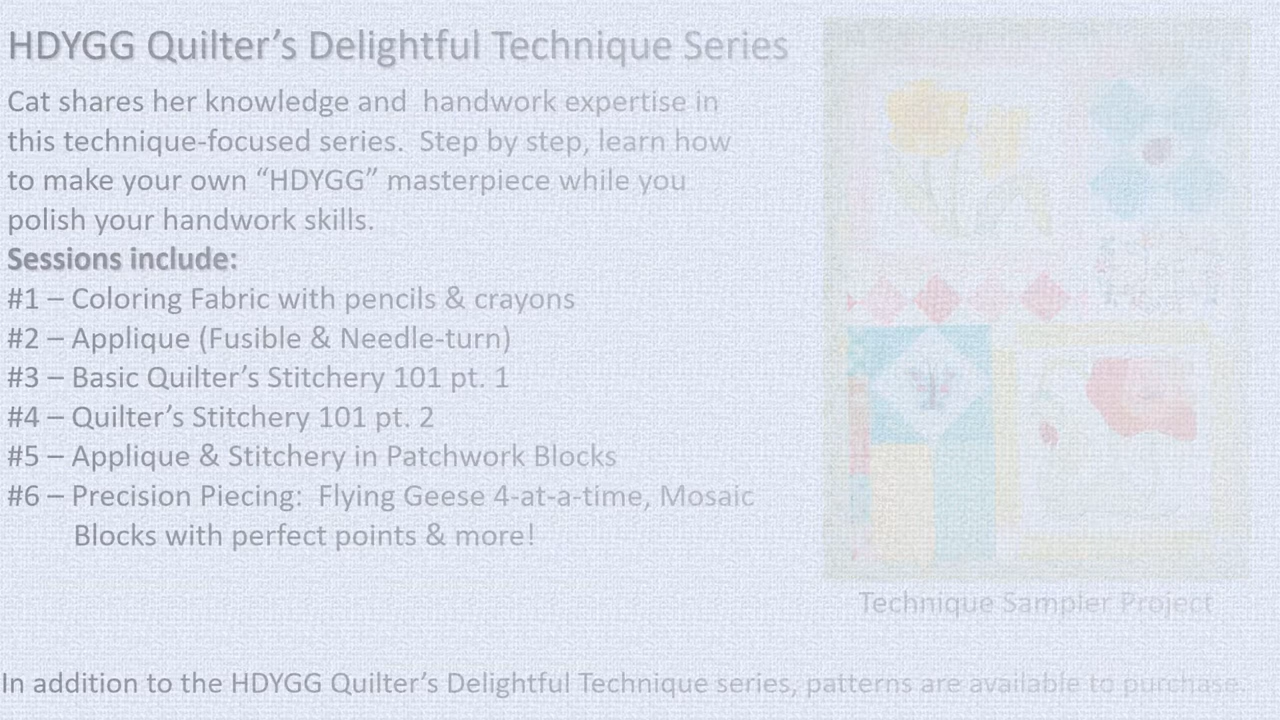 HDYGG Quilter’s Delightful Technique Series
Cat shares her knowledge and  handwork expertise in
this technique-focused series.  Step by step, learn how
to make your own “HDYGG” masterpiece while you
polish your handwork skills.
Sessions include:
#1 – Coloring Fabric with pencils & crayons
#2 – Applique (Fusible & Needle-turn)
#3 – Basic Quilter’s Stitchery 101 pt. 1
#4 – Quilter’s Stitchery 101 pt. 2
#5 – Applique & Stitchery in Patchwork Blocks
#6 – Precision Piecing:  Flying Geese 4-at-a-time, Mosaic
Blocks with perfect points & more!
Technique Sampler Project
In addition to the HDYGG Quilter’s Delightful Technique series, patterns are available to purchase.